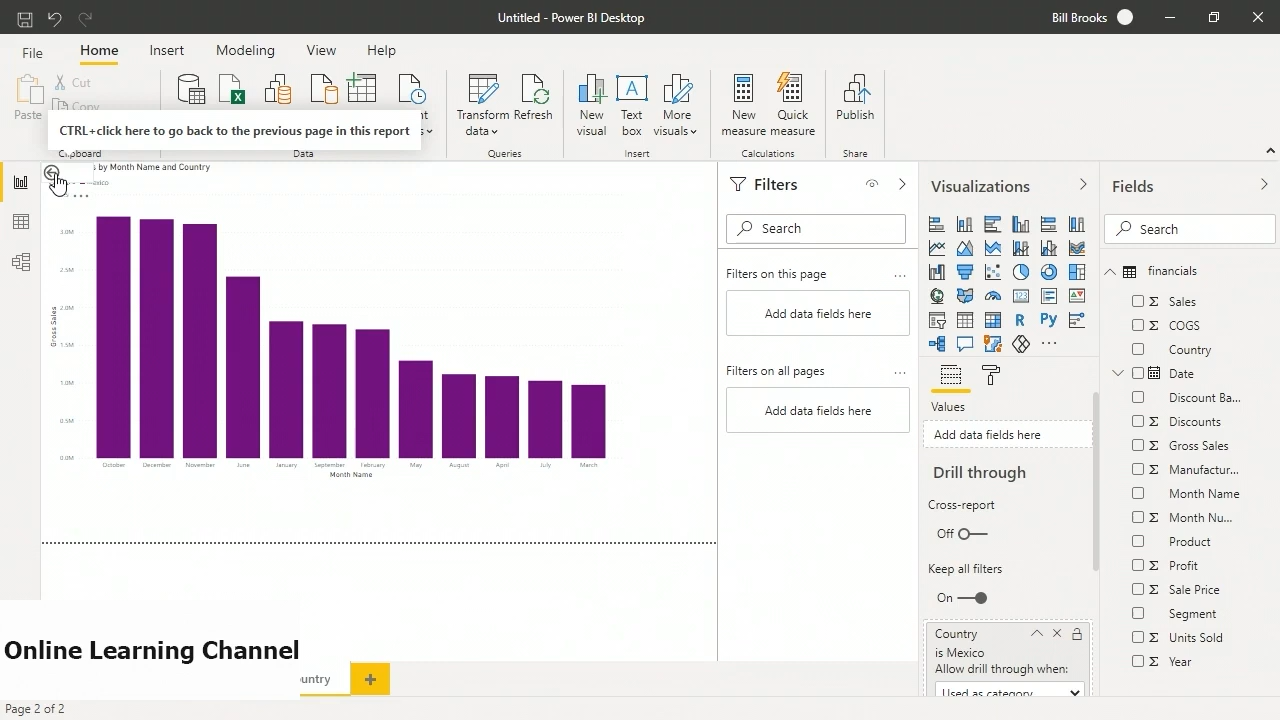 Untitled - Power BI Desktop
Bill Brooks
File
Home
Insert
Modeling
View
Help
Cut
Copy
Paste
Transform data
Refresh
New visual
Text box
More visuals
New measure
Quick measure
Publish
CTRL+click here to go back to the previous page in this report
Clipboard
Data
Queries
Insert
Calculations
Share
by Month Name and Country
3.0M
2.5M
2.0M
1.5M
1.0M
0.5M
0.0M
Gross Sales
October
December
November
June
January
September
February
May
August
April
July
March
Month Name
Filters
Search
Filters on this page
Add data fields here
Filters on all pages
Add data fields here
Visualizations
Values
Add data fields here
Drill through
Cross-report
Off
Keep all filters
On
Country
is Mexico
Allow drill through when:
Used as category
Fields
Search
financials
Sales
COGS
Country
Date
Discount Ba...
Discounts
Gross Sales
Manufactur...
Month Name
Month Nu...
Product
Profit
Sale Price
Segment
Units Sold
Year
Online Learning Channel
ountry
Page 2 of 2